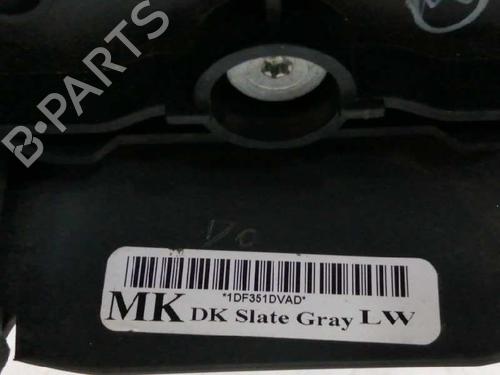 B·PARTS
*1DF351DVAD*
MK DK Slate Gray LW